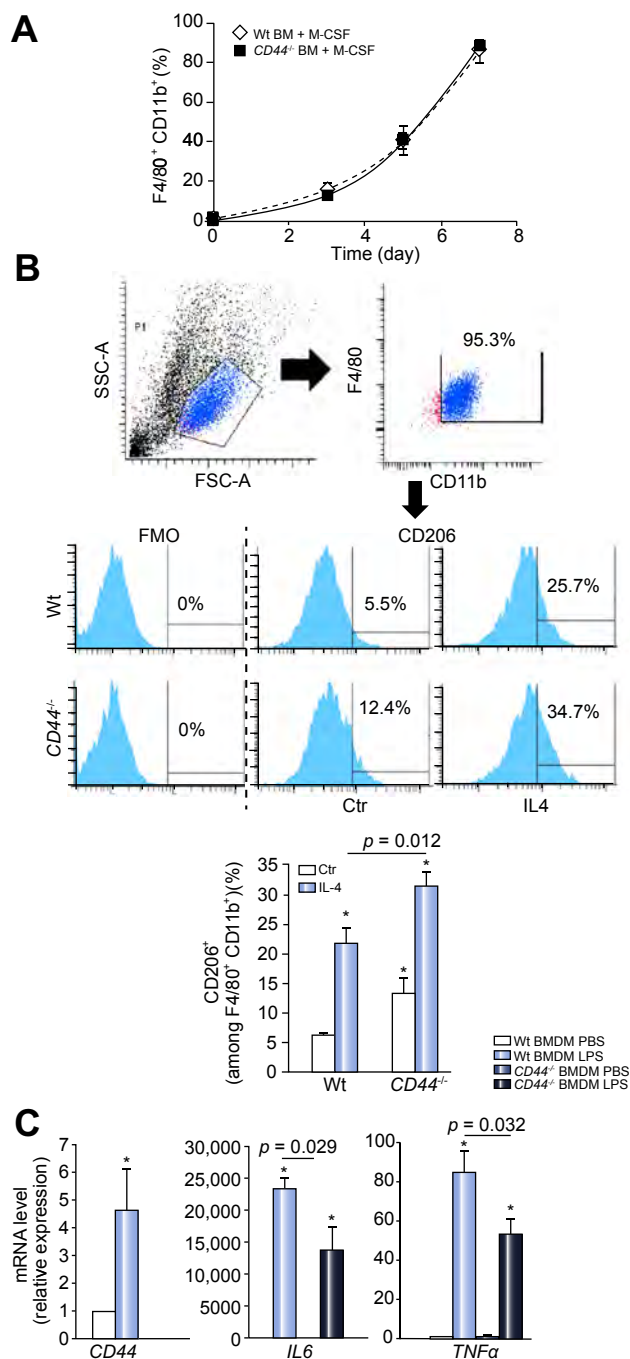 A
Wt BM + M-CSF
CD44-/- BM + M-CSF
F4/80+ CD11b+ (%)
100
80
60
40
20
0
0 2 4 6 8
Time (day)
B
P1
SSC-A
FSC-A
95.3%
F4/80
CD11b
FMO
CD206
Wt
0%
5.5%
25.7%
CD44-/-
0%
12.4%
34.7%
Ctr
IL4
p = 0.012
Ctr
IL-4
CD206+
(among F4/80+ CD11b+)(%)
35
30
25
20
15
10
5
0
*
*
*
Wt
CD44-/-
Wt BMDM PBS
Wt BMDM LPS
CD44-/- BMDM PBS
CD44-/- BMDM LPS
C
mRNA level
(relative expression)
7
6
5
4
3
2
1
0
*
CD44
30,000
25,000
20,000
15,000
10,000
5000
0
p = 0.029
*
*
IL6
100
80
60
40
20
0
p = 0.032
*
*
TNFα